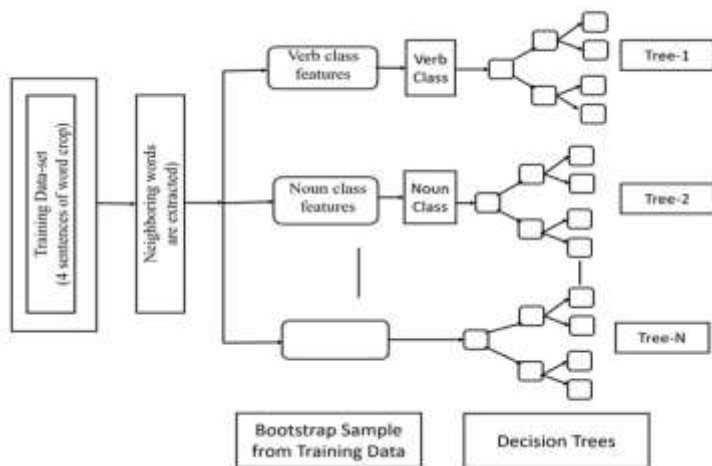 Training Data-set
(4 sentences of word crop)
Neighboring words
are extracted)
Verb class
features
Verb
Class
Tree-1
Noun class
features
Noun
Class
Tree-2
Tree-N
Bootstrap Sample
from Training Data
Decision Trees